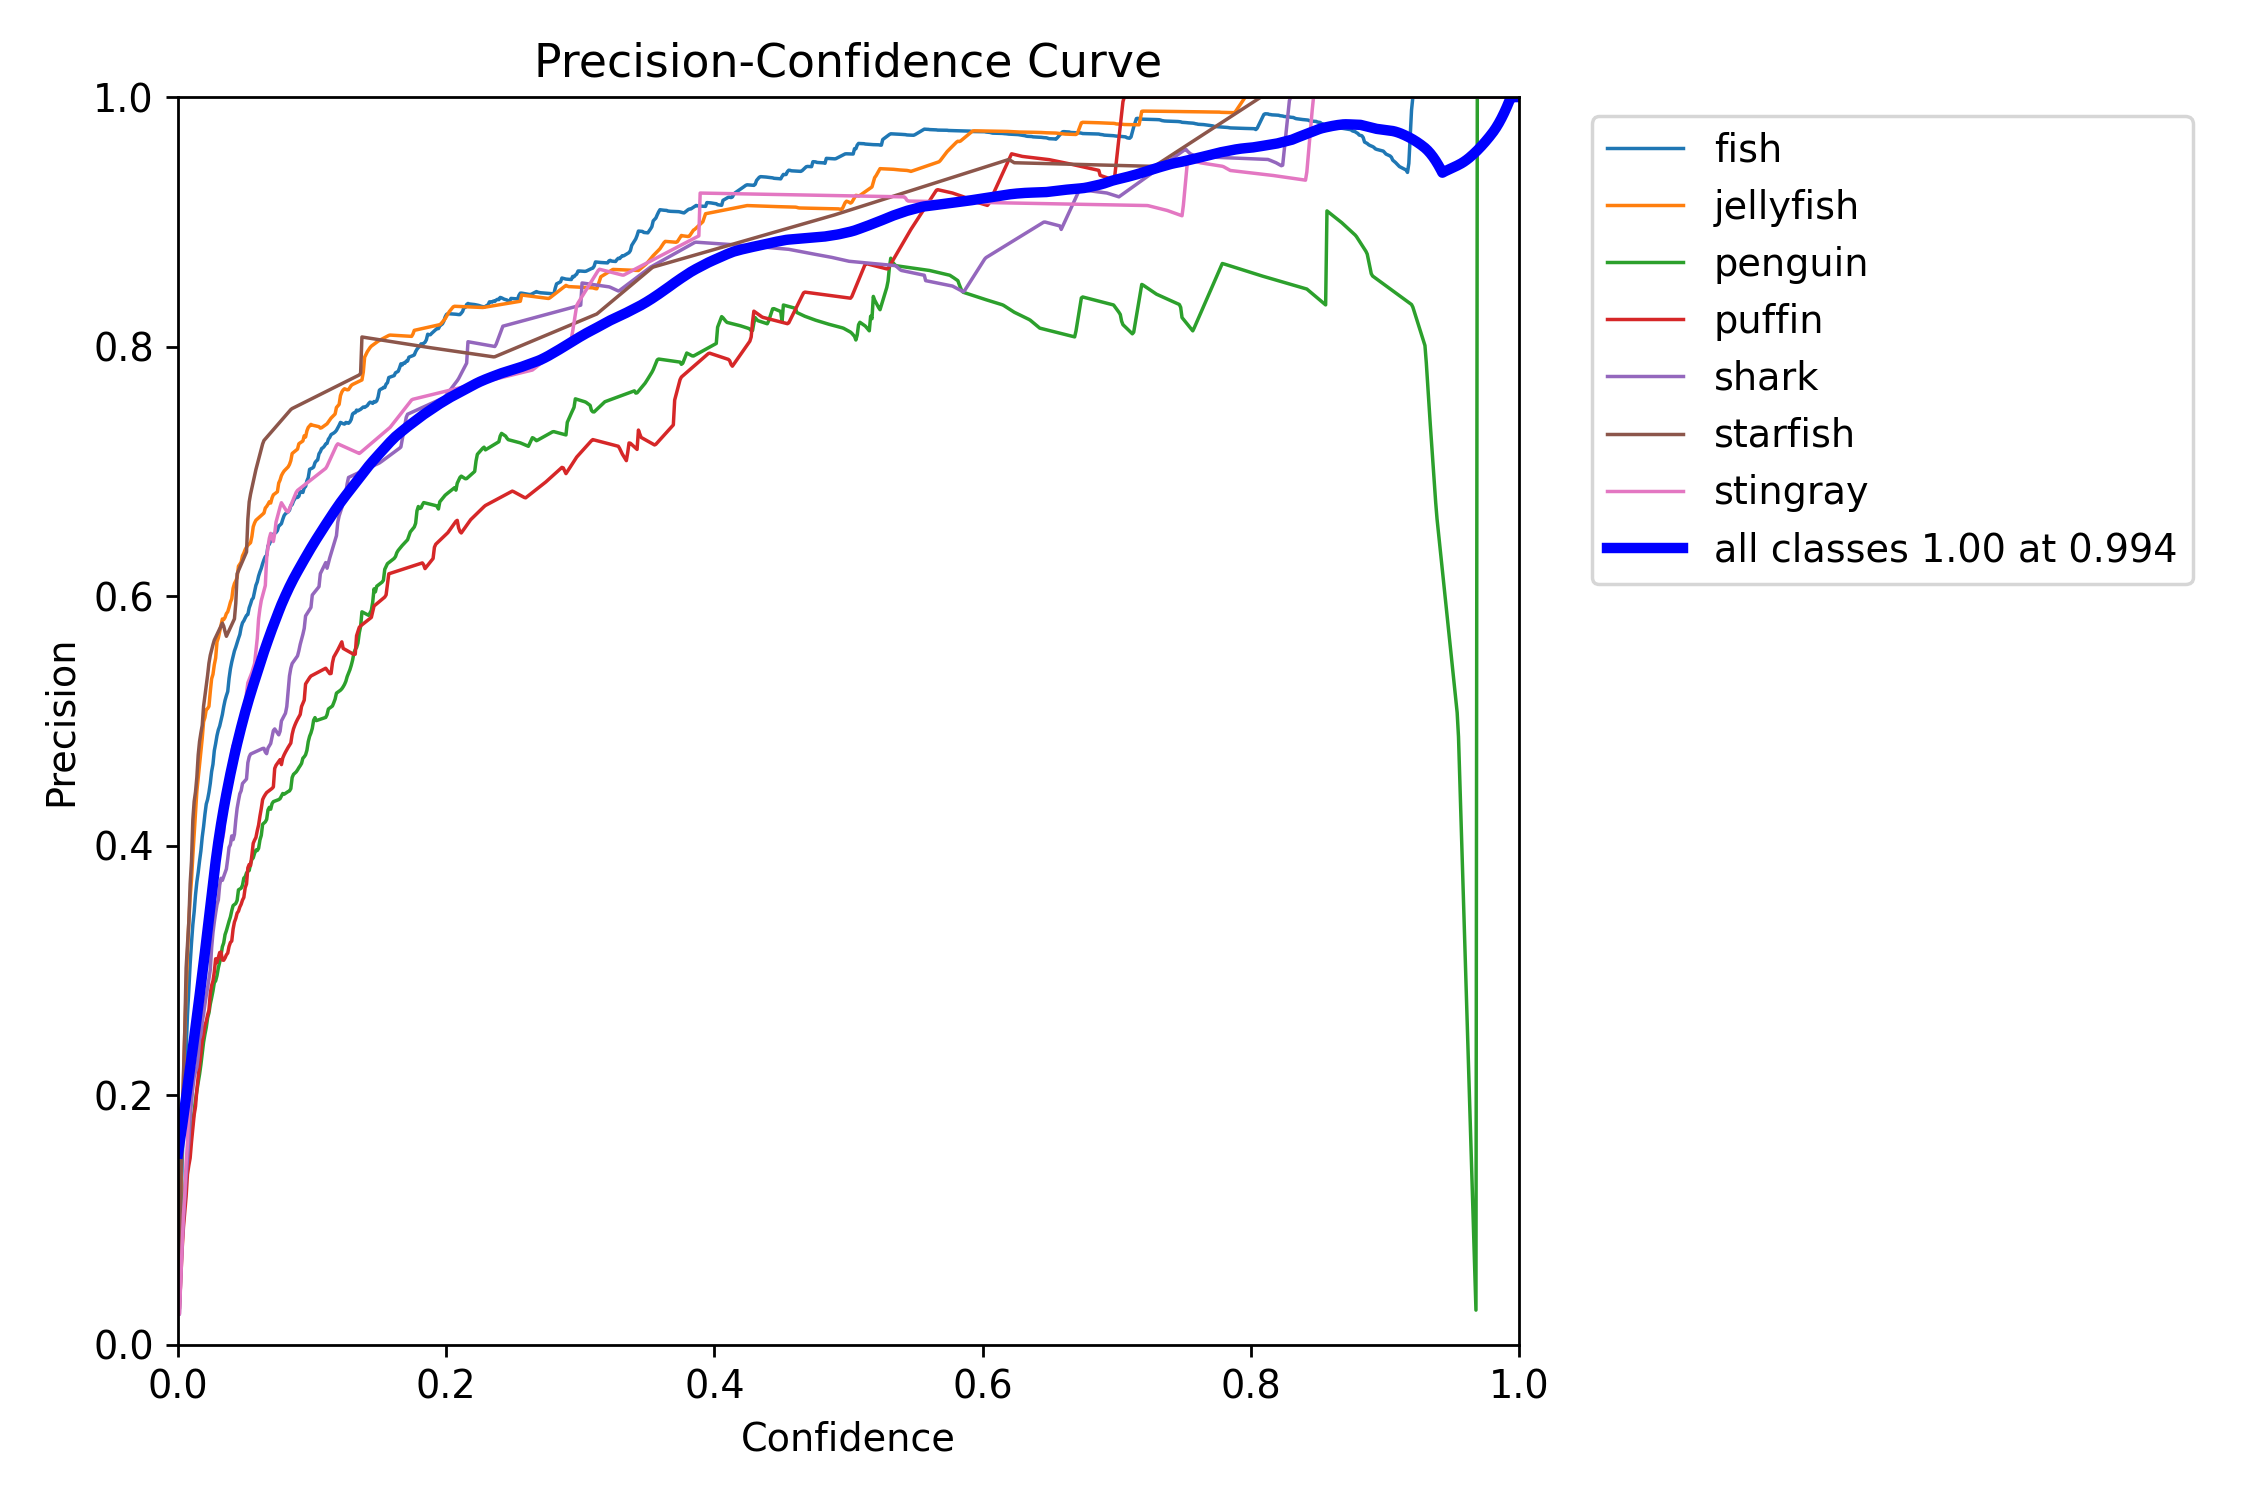 Precision-Confidence Curve
1.0
0.8
0.6
0.4
0.2
0.0
Precision
0.0 0.2 0.4 0.6 0.8 1.0
Confidence
fish
jellyfish
penguin
puffin
shark
starfish
stingray
all classes 1.00 at 0.994